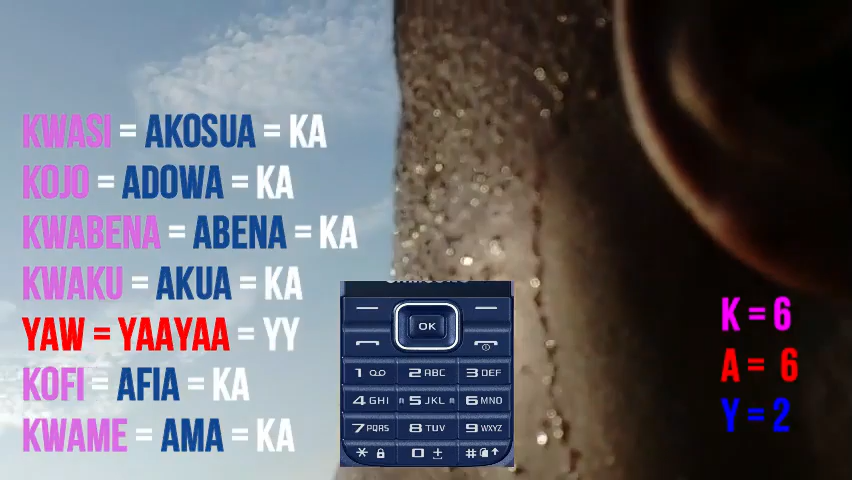 KWASI = AKOSUA = KA
KOJO = ADOWA = KA
KWABENA = ABENA = KA
KWAKU = AKUA = KA
YAW = YAAYAA = YY
KOFI = AFIA = KA
KWAME = AMA = KA
OK
1
2 ABC
3 DEF
4 GHI
5 JKL
6 MNO
7 PQRS
8 TUV
9 WXYZ
* 
0 ±
#
K = 6
A = 6
Y = 2